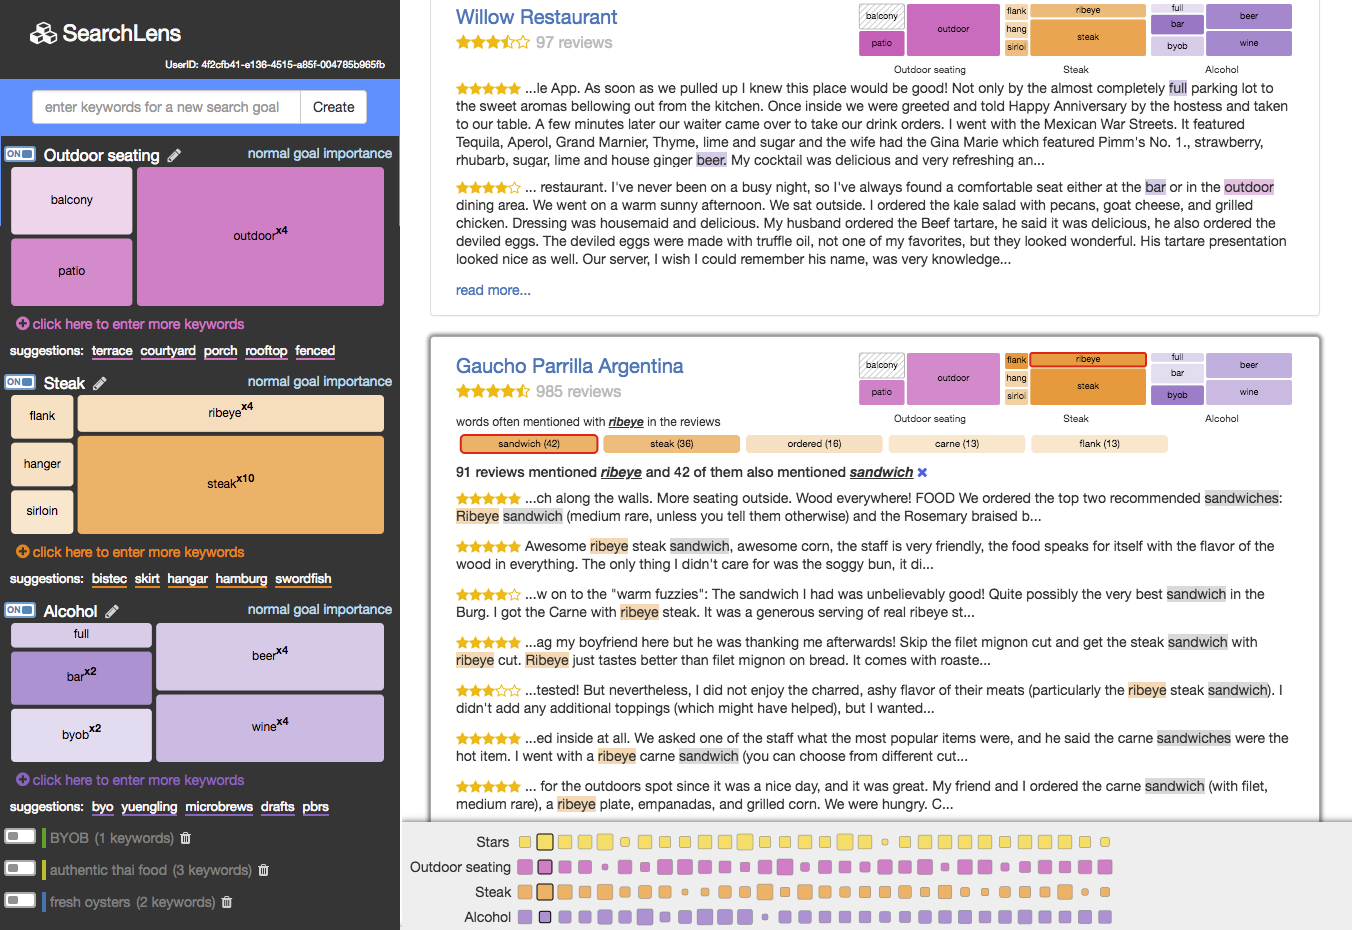 SearchLens
UserID: 4f2cfb41-e136-4515-a85f-004785b965fb
enter keywords for a new search goal
Create
ON Outdoor seating normal goal importance
balcony
outdoorx4
patio
click here to enter more keywords
suggestions: terrace courtyard porch rooftop fenced
ON Steak normal goal importance
flank
ribeyex4
hanger
steakx10
sirloin
click here to enter more keywords
suggestions: bistec skirt hangar hamburg swordfish
ON Alcohol normal goal importance
full
beerx4
barx2
winex4
byobx2
click here to enter more keywords
suggestions: byo yuengling microbrews drafts pbrs
BYOB (1 keywords)
authentic thai food (3 keywords)
fresh oysters (2 keywords)
Willow Restaurant
97 reviews
balcony
patio
outdoor
Outdoor seating
flank
hang
sirloi
ribeye
steak
Steak
full
bar
byob
beer
wine
Alcohol
...le App. As soon as we pulled up I knew this place would be good! Not only by the almost completely full parking lot to
the sweet aromas bellowing out from the kitchen. Once inside we were greeted and told Happy Anniversary by the hostess and taken
to our table. A few minutes later our waiter came over to take our drink orders. I went with the Mexican War Streets. It featured
Tequila, Aperol, Grand Marnier, Thyme, lime and sugar and the wife had the Gina Marie which featured Pimm's No. 1., strawberry,
rhubarb, sugar, lime and house ginger beer. My cocktail was delicious and very refreshing an...
... restaurant. I've never been on a busy night, so I've always found a comfortable seat either at the bar or in the outdoor
dining area. We went on a warm sunny afternoon. We sat outside. I ordered the kale salad with pecans, goat cheese, and grilled
chicken. Dressing was housemaid and delicious. My husband ordered the Beef tartare, he said it was delicious, he also ordered the
deviled eggs. The deviled eggs were made with truffle oil, not one of my favorites, but they looked wonderful. His tartare presentation
looked nice as well. Our server, I wish I could remember his name, was very knowledge...
read more...
Gaucho Parrilla Argentina
985 reviews
balcony
patio
outdoor
Outdoor seating
flank
hang
sirloi
ribeye
steak
Steak
full
bar
byob
beer
wine
Alcohol
words often mentioned with ribeye in the reviews
sandwich (42) steak (36) ordered (16) carne (13) flank (13)
91 reviews mentioned ribeye and 42 of them also mentioned sandwich ×
...ch along the walls. More seating outside. Wood everywhere! FOOD We ordered the top two recommended sandwiches:
Ribeye sandwich (medium rare, unless you tell them otherwise) and the Rosemary braised b...
Awesome ribeye steak sandwich, awesome corn, the staff is very friendly, the food speaks for itself with the flavor of the
wood in everything. The only thing I didn't care for was the soggy bun, it di...
...w on to the "warm fuzzies": The sandwich I had was unbelievably good! Quite possibly the very best sandwich in the
Burg. I got the Carne with ribeye steak. It was a generous serving of real ribeye st...
...ag my boyfriend here but he was thanking me afterwards! Skip the filet mignon cut and get the steak sandwich with
ribeye cut. Ribeye just tastes better than filet mignon on bread. It comes with roaste...
...tested! But nevertheless, I did not enjoy the charred, ashy flavor of their meats (particularly the ribeye steak sandwich). I
didn't add any additional toppings (which might have helped), but I wanted...
...ed inside at all. We asked one of the staff what the most popular items were, and he said the carne sandwiches were the
hot item. I went with a ribeye carne sandwich (you can choose from different cut...
... for the outdoors spot since it was a nice day, and it was great. My friend and I ordered the carne sandwich (with filet,
medium rare), a ribeye plate, empanadas, and grilled corn. We were hungry. C...
Stars
Outdoor seating
Steak
Alcohol